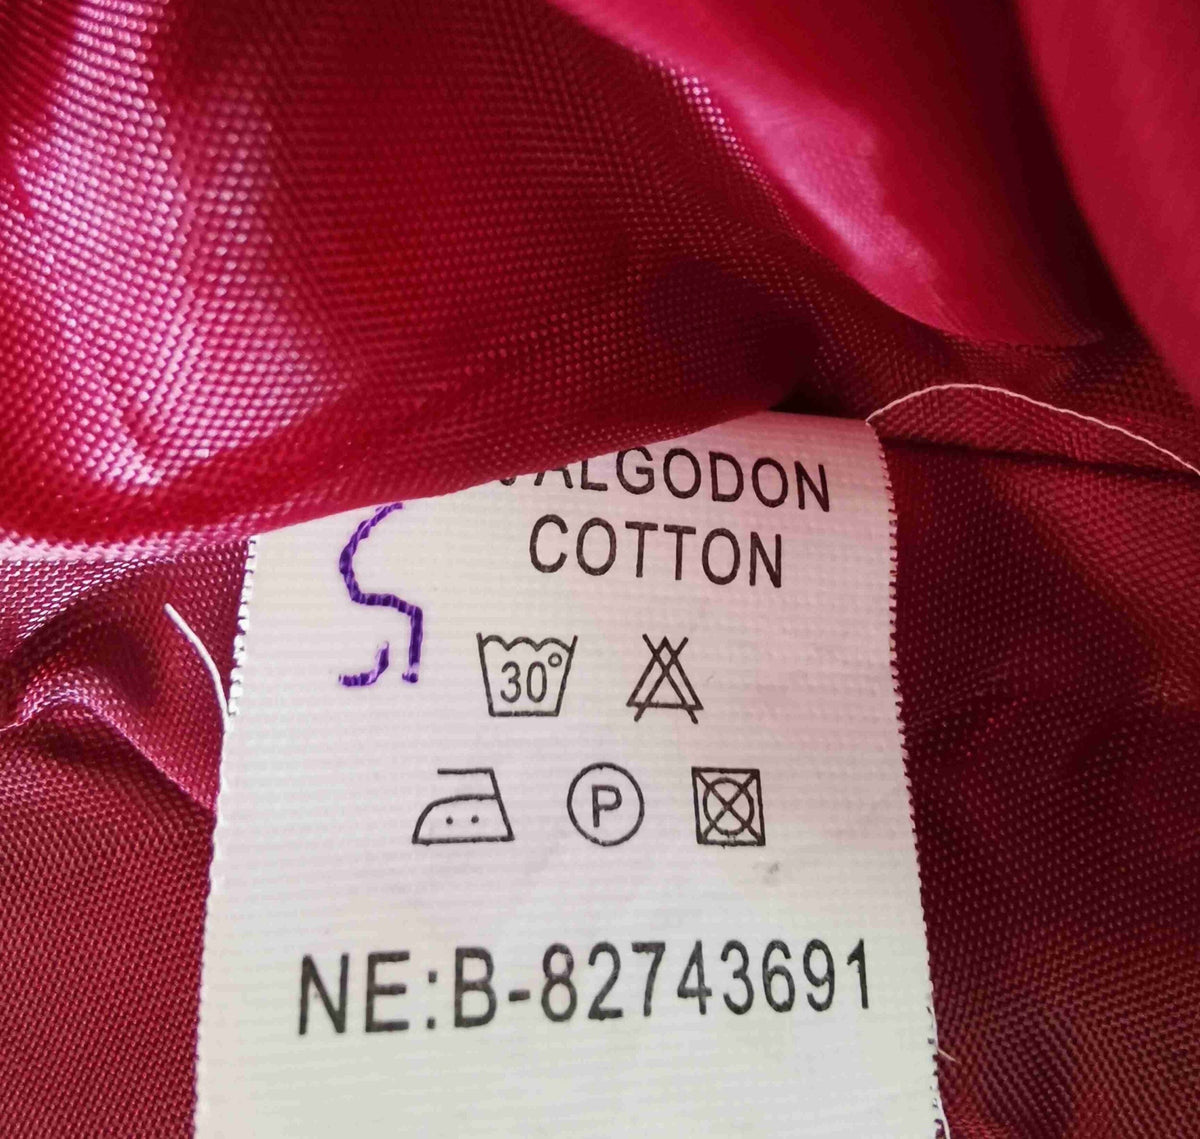 ALGODON
COTTON
30°
P
NE:B-82743691